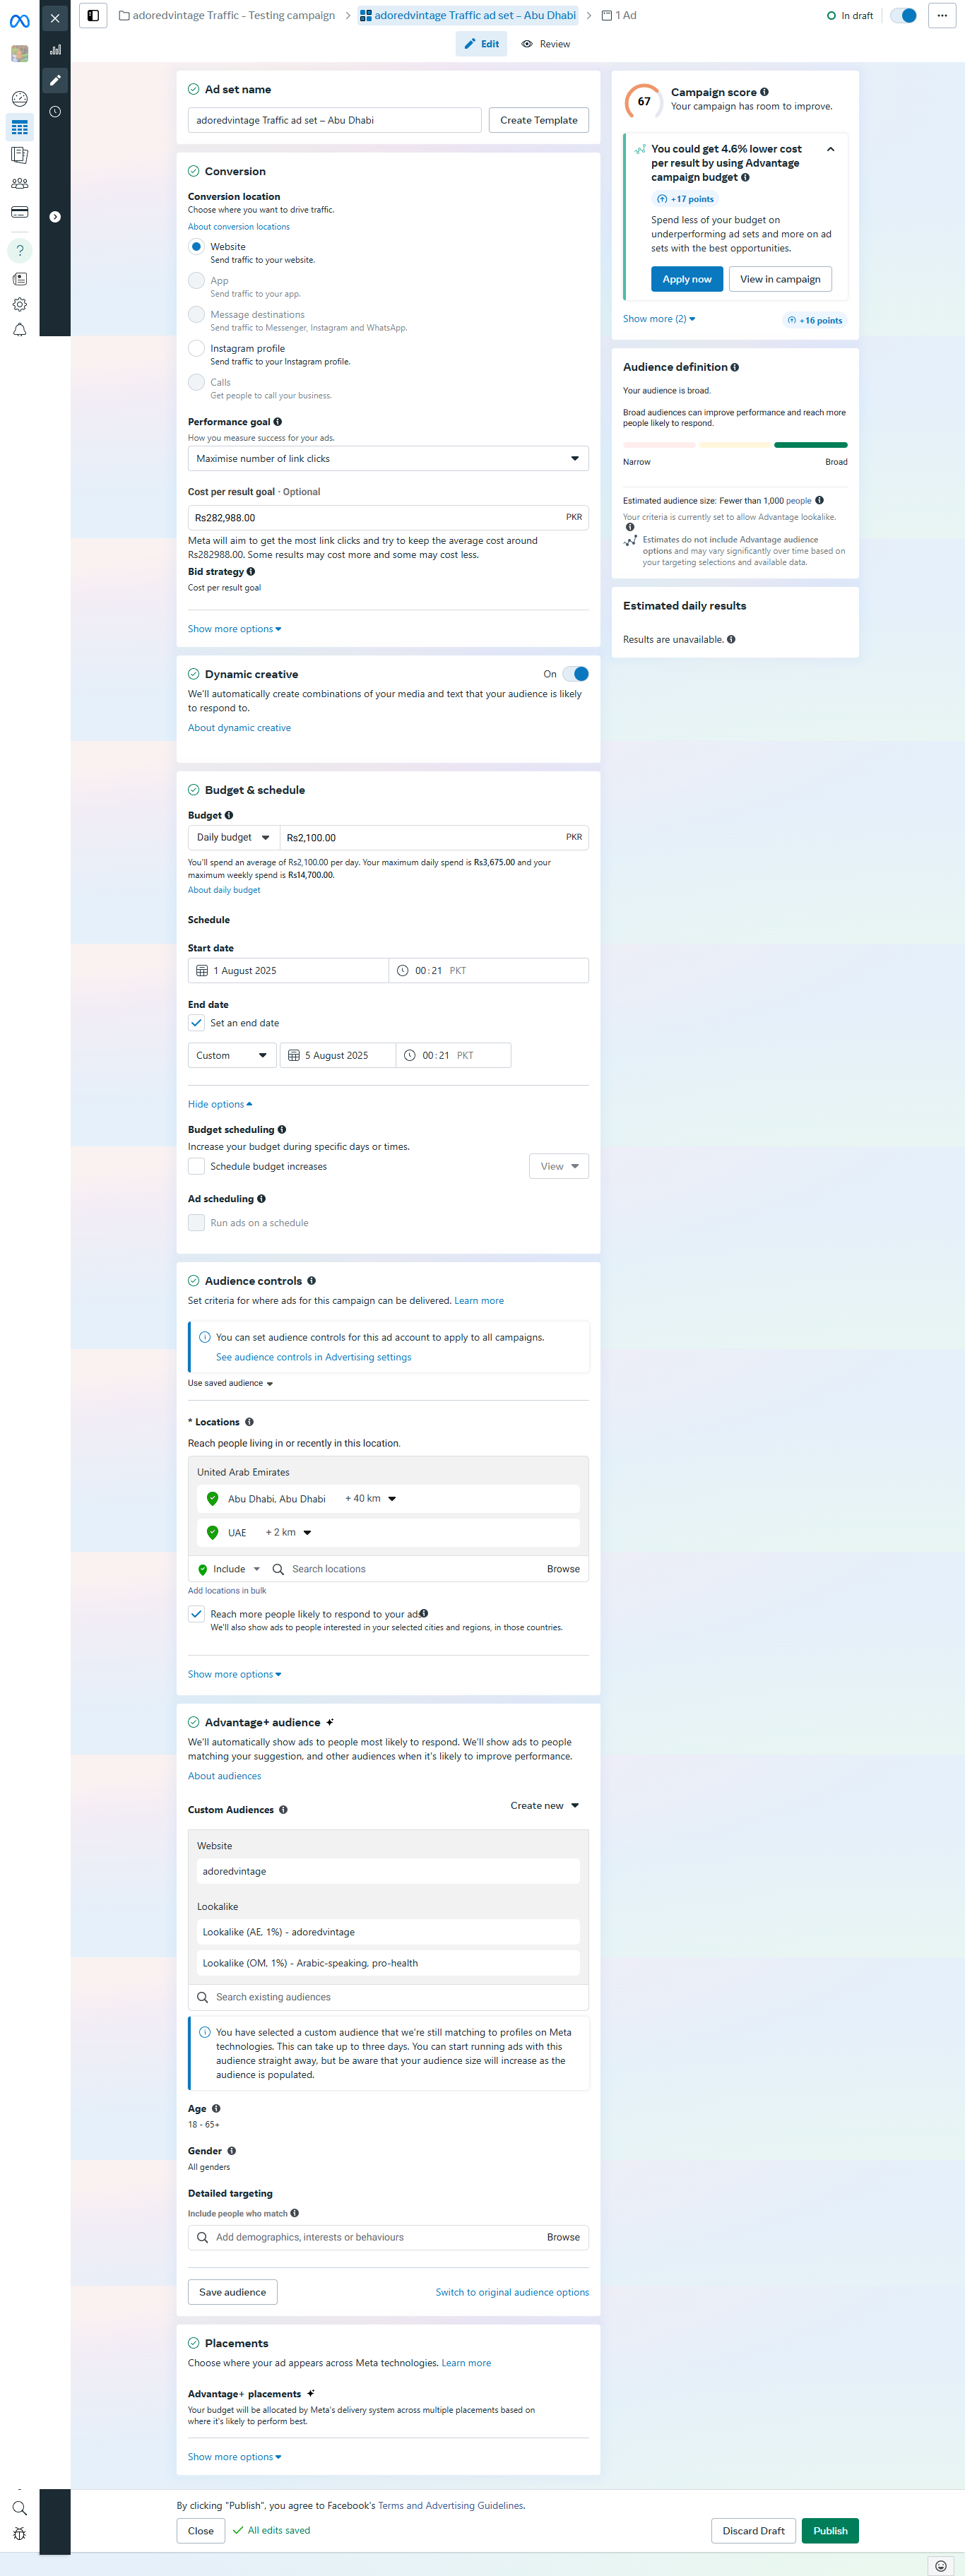 adoredvintage Traffic - Testing campaign
adoredvintage Traffic ad set – Abu Dhabi
1 Ad
In draft
Edit
Review
Ad set name
adoredvintage Traffic ad set – Abu Dhabi
Create Template
Conversion
Conversion location
Choose where you want to drive traffic.
About conversion locations
Website
Send traffic to your website.
App
Send traffic to your app.
Message destinations
Send traffic to Messenger, Instagram and WhatsApp.
Instagram profile
Send traffic to your Instagram profile.
Calls
Get people to call your business.
Performance goal
How you measure success for your ads.
Maximise number of link clicks
Cost per result goal · Optional
Rs282,988.00
PKR
Meta will aim to get the most link clicks and try to keep the average cost around
Rs282988.00. Some results may cost more and some may cost less.
Bid strategy
Cost per result goal
Show more options
Dynamic creative
On
We'll automatically create combinations of your media and text that your audience is likely
to respond to.
About dynamic creative
Budget & schedule
Budget
Daily budget
Rs2,100.00
PKR
You'll spend an average of Rs2,100.00 per day. Your maximum daily spend is Rs3,675.00 and your
maximum weekly spend is Rs14,700.00.
About daily budget
Schedule
Start date
1 August 2025
00:21 PKT
End date
Set an end date
Custom
5 August 2025
00:21 PKT
Hide options
Budget scheduling
Increase your budget during specific days or times.
Schedule budget increases
View
Ad scheduling
Run ads on a schedule
Audience controls
Set criteria for where ads for this campaign can be delivered. Learn more
You can set audience controls for this ad account to apply to all campaigns.
See audience controls in Advertising settings
Use saved audience
* Locations
Reach people living in or recently in this location.
United Arab Emirates
Abu Dhabi, Abu Dhabi + 40 km
UAE + 2 km
Include
Search locations
Browse
Add locations in bulk
Reach more people likely to respond to your ads
We'll also show ads to people interested in your selected cities and regions, in those countries.
Show more options
Advantage+ audience
We'll automatically show ads to people most likely to respond. We'll show ads to people
matching your suggestion, and other audiences when it's likely to improve performance.
About audiences
Custom Audiences
Create new
Website
adoredvintage
Lookalike
Lookalike (AE, 1%) - adoredvintage
Lookalike (OM, 1%) - Arabic-speaking, pro-health
Search existing audiences
You have selected a custom audience that we're still matching to profiles on Meta
technologies. This can take up to three days. You can start running ads with this
audience straight away, but be aware that your audience size will increase as the
audience is populated.
Age
18 - 65+
Gender
All genders
Detailed targeting
Include people who match
Add demographics, interests or behaviours
Browse
Save audience
Switch to original audience options
Placements
Choose where your ad appears across Meta technologies. Learn more
Advantage+ placements
Your budget will be allocated by Meta's delivery system across multiple placements based on
where it's likely to perform best.
Show more options
67
Campaign score
Your campaign has room to improve.
You could get 4.6% lower cost
per result by using Advantage
campaign budget
+17 points
Spend less of your budget on
underperforming ad sets and more on ad
sets with the best opportunities.
Apply now
View in campaign
Show more (2)
+16 points
Audience definition
Your audience is broad.
Broad audiences can improve performance and reach more
people likely to respond.
Narrow
Broad
Estimated audience size: Fewer than 1,000 people
Your criteria is currently set to allow Advantage lookalike.
Estimates do not include Advantage audience
options and may vary significantly over time based on
your targeting selections and available data.
Estimated daily results
Results are unavailable.
By clicking "Publish", you agree to Facebook's Terms and Advertising Guidelines.
Close
All edits saved
Discard Draft
Publish